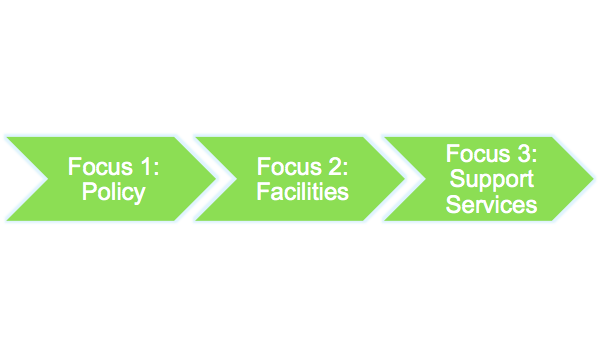 Focus 1:
Policy
Focus 2:
Facilities
Focus 3:
Support
Services